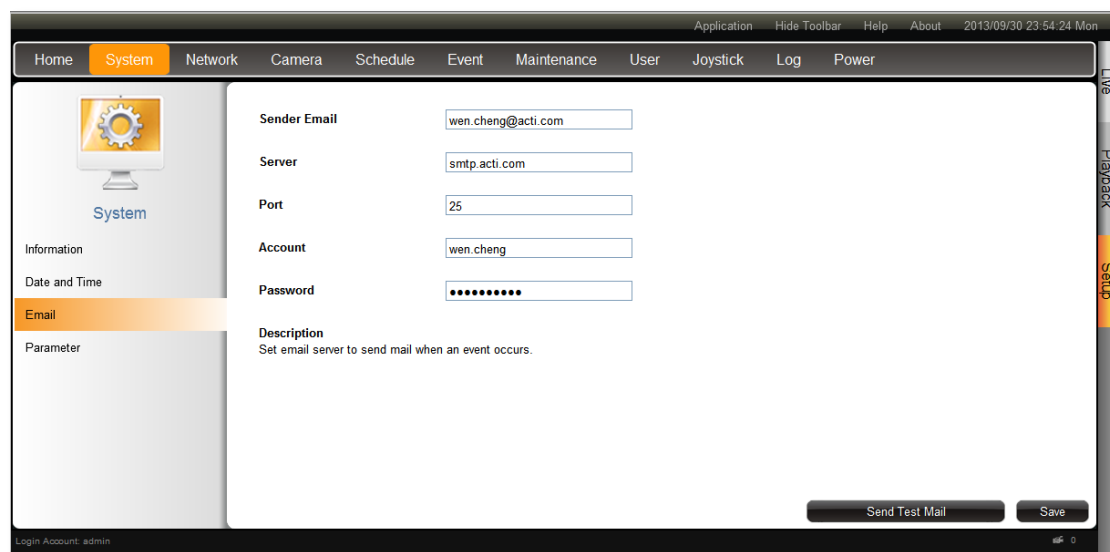 Application Hide Toolbar Help About 2013/09/30 23:54:24 Mon
Home System Network Camera Schedule Event Maintenance User Joystick Log Power
Live
Playback
Setup
System
Information
Date and Time
Email
Parameter
Sender Email wen.cheng@acti.com
Server smtp.acti.com
Port 25
Account wen.cheng
Password ●●●●●●●●●●
Description
Set email server to send mail when an event occurs.
Send Test Mail Save
Login Account: admin 0